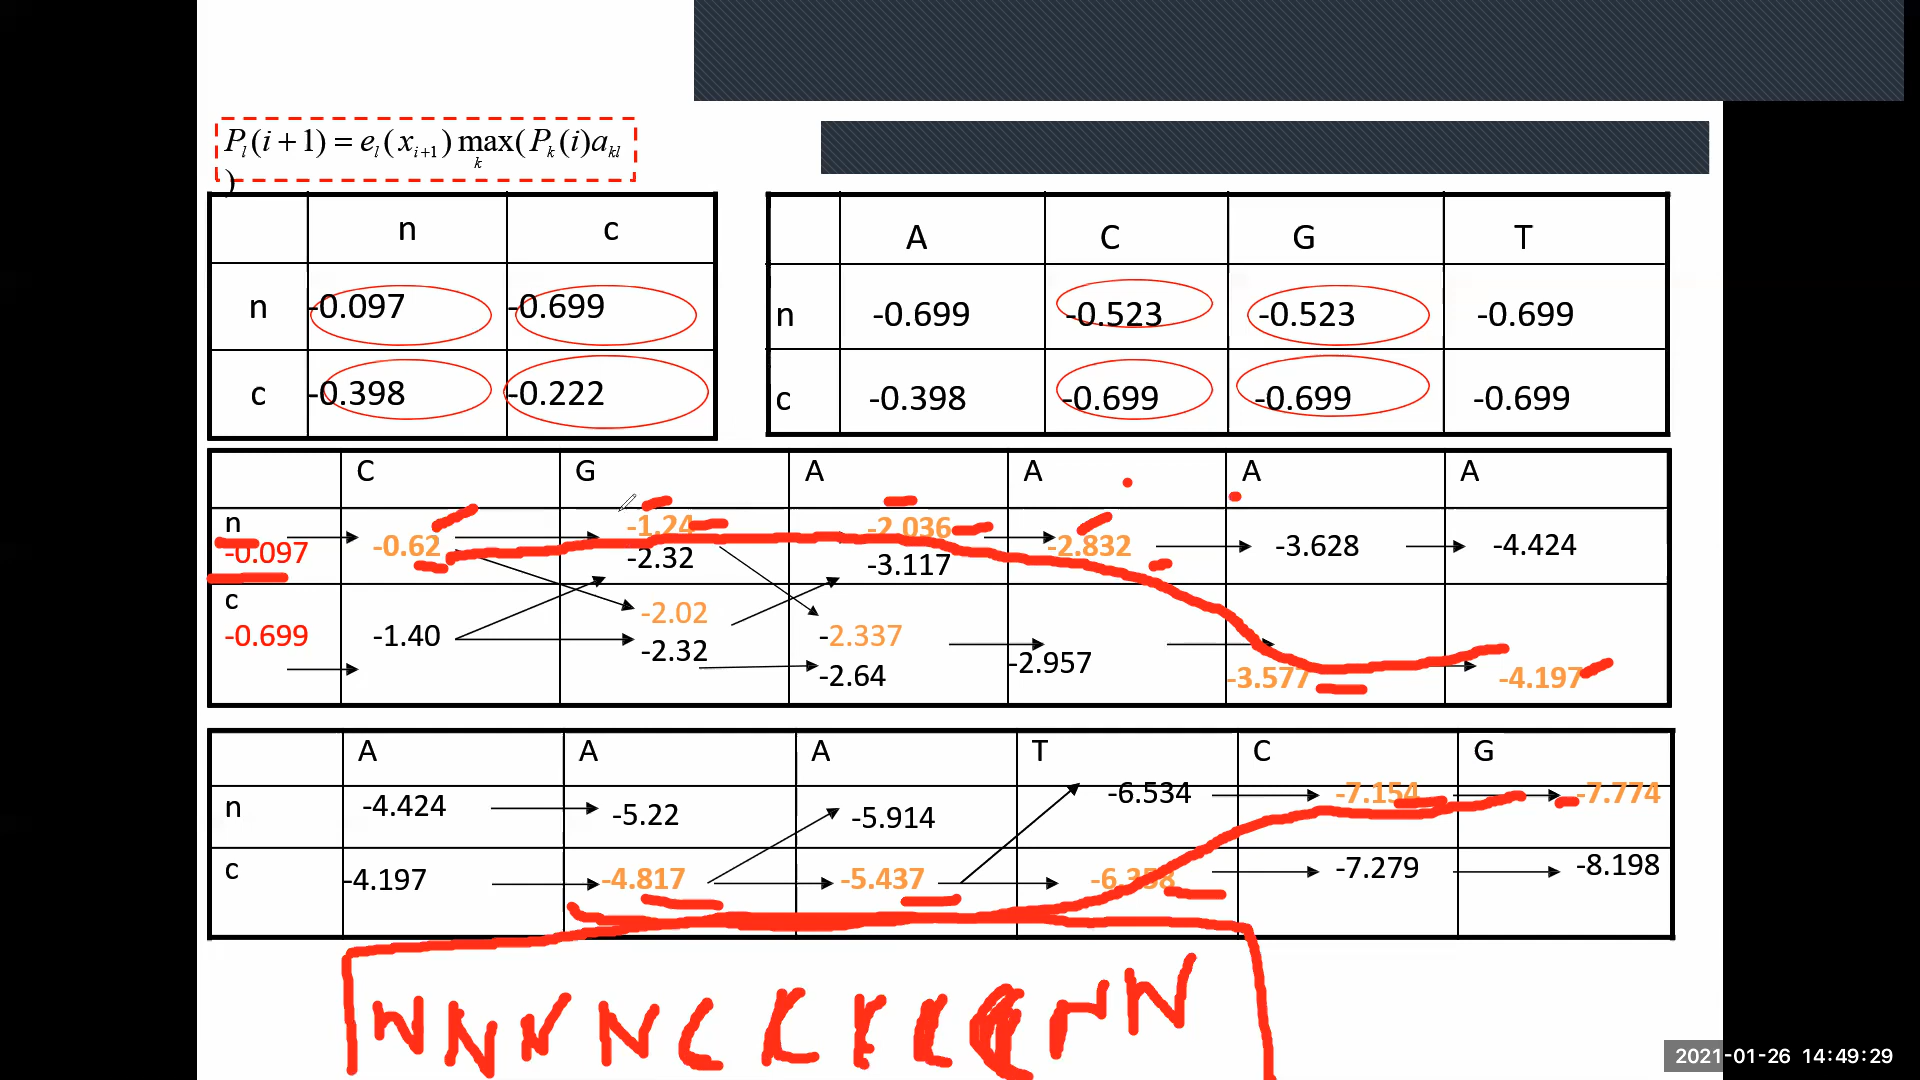 P_l(i+1) = e_l(x_{i+1}) max_k (P_k(i)a_{kl}
)
n c
n -0.097 -0.699
c -0.398 -0.222
A C G T
n -0.699 -0.523 -0.523 -0.699
c -0.398 -0.699 -0.699 -0.699
C G A A A A
n -1.24 -2.036
-0.097 -0.62 -2.32 -3.117 -2.832 -3.628 -4.424
c -2.02
-0.699 -1.40 -2.32 -2.337 -2.957
-2.64 -3.577 -4.197
A A A T C G
n -4.424 -5.22 -5.914 -6.534 -7.154 -7.774
c -4.197 -4.817 -5.437 -6.358 -7.279 -8.198
N N N N C C
N N
2021-01-26 14:49:29